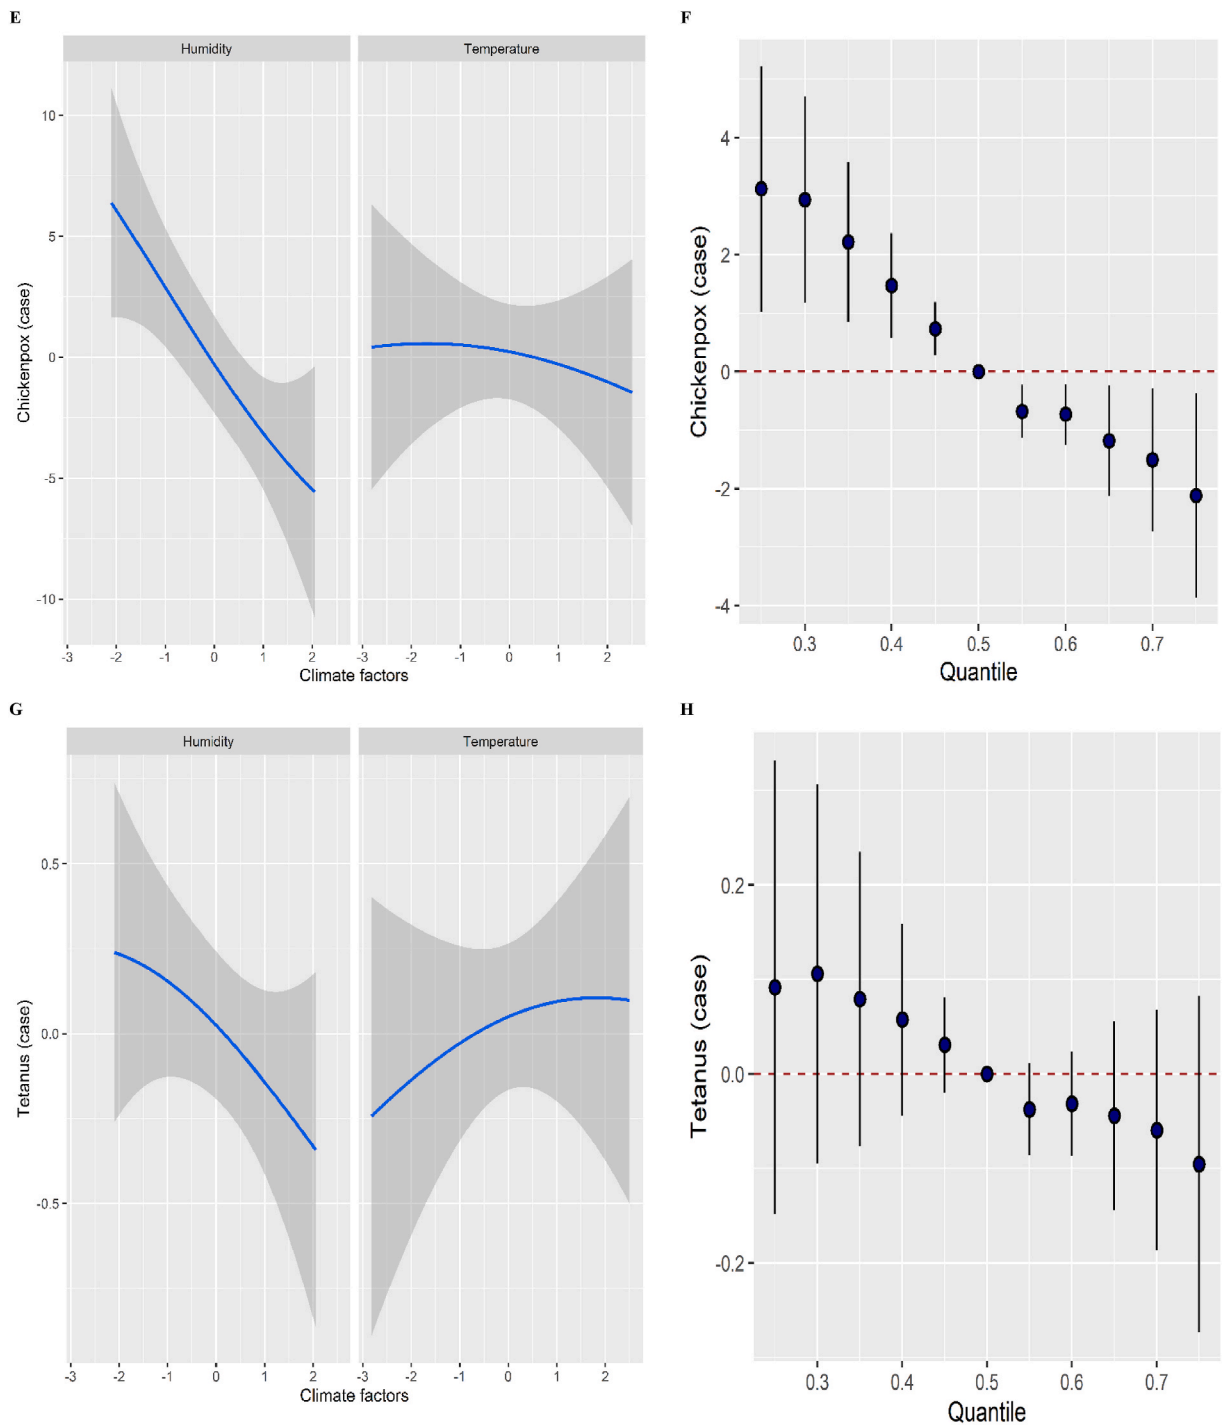 E
Humidity Temperature
Chickenpox (case)
10
5
0
-5
-10
-3 -2 -1 0 1 2 -3 -2 -1 0 1 2
Climate factors
F
Chickenpox (case)
4
2
0
-2
-4
0.3 0.4 0.5 0.6 0.7
Quantile
G
Humidity Temperature
Tetanus (case)
0.5
0.0
-0.5
-3 -2 -1 0 1 2 -3 -2 -1 0 1 2
Climate factors
H
Tetanus (case)
0.2
0.0
-0.2
0.3 0.4 0.5 0.6 0.7
Quantile